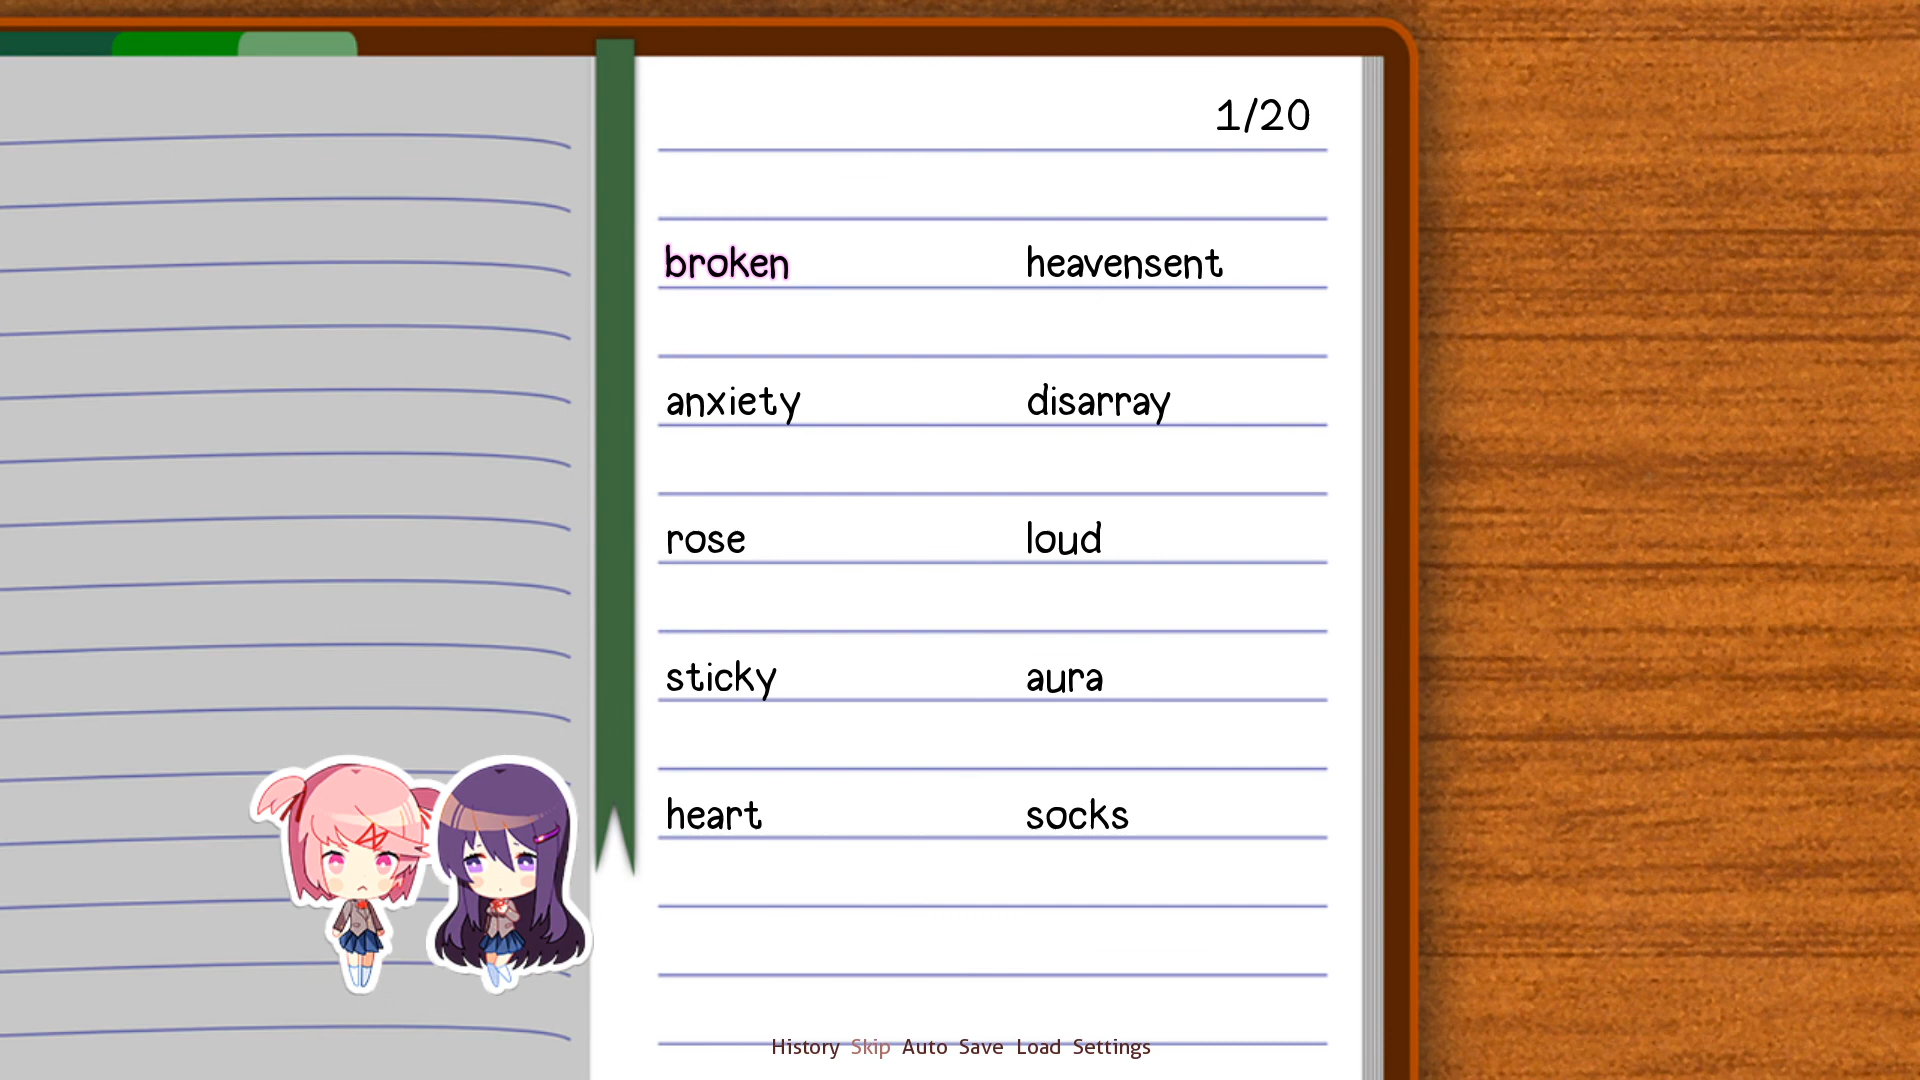 1/20
broken heavensent
anxiety disarray
rose loud
sticky aura
heart socks
History Skip Auto Save Load Settings